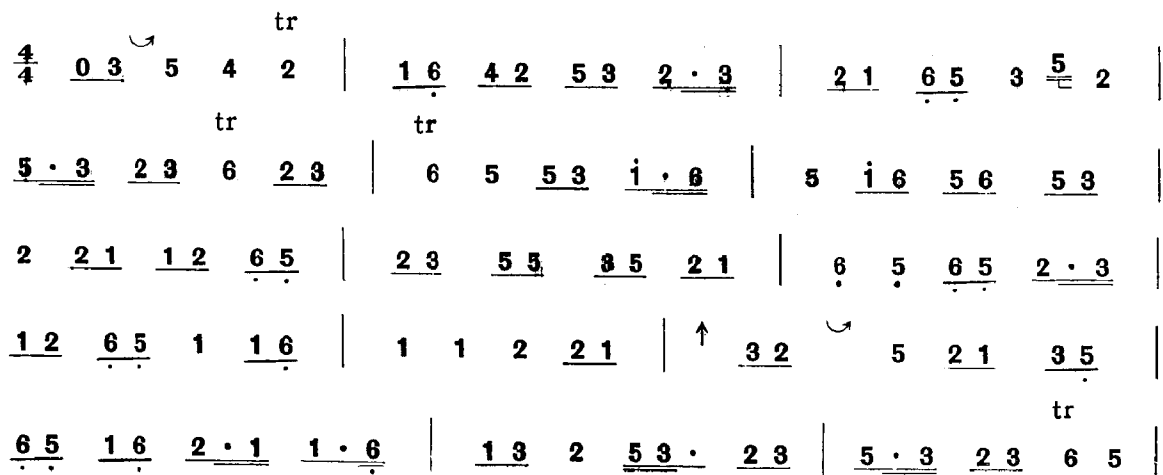 tr
4/4 0 3 5 4 2 | 1 6̣ 4 2 5 3 2 · 3 | 2 1 6̣ 5̣ 3 5 2 |
tr tr
5 · 3 2 3 6 2 3 | 6 5 5 3 1̇ · 6 | 5 1̇ 6 5 6 5 3 |
2 2 1 1 2 6̣ 5̣ | 2 3 5 5 3 5 2 1 | 6̣ 5̣ 6̣ 5̣ 2 · 3 |
1 2 6̣ 5̣ 1 1 6̣ | 1 1 2 2 1 | ↑ 3 2 5 2 1 3 5̣ |
tr
6̣ 5̣ 1 6̣ 2 · 1 1 · 6̣ | 1 3 2 5 3 · 2 3 | 5 · 3 2 3 6 5 |